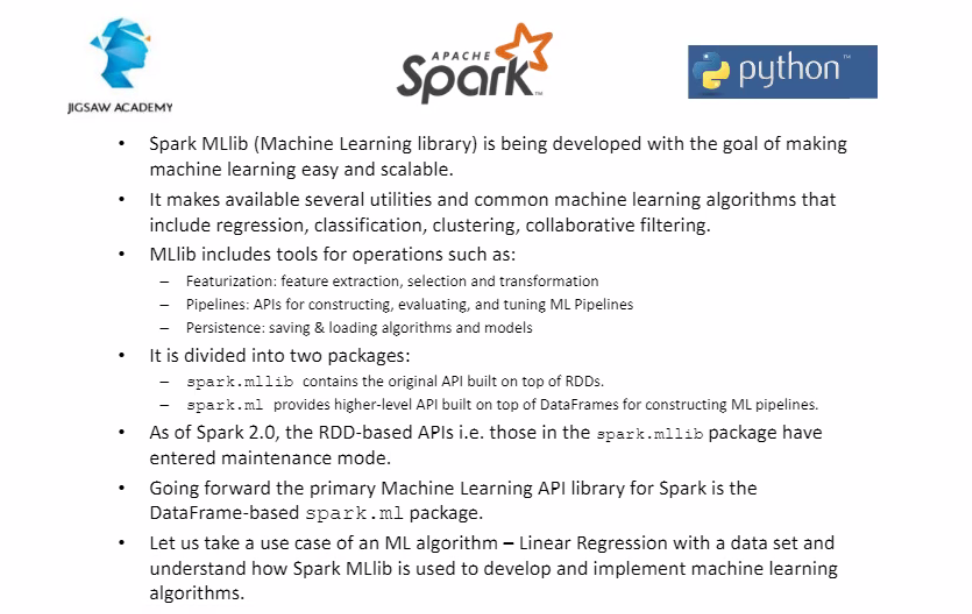 JIGSAW ACADEMY
APACHE
Spark™
python™
• Spark MLlib (Machine Learning library) is being developed with the goal of making
machine learning easy and scalable.
• It makes available several utilities and common machine learning algorithms that
include regression, classification, clustering, collaborative filtering.
• MLlib includes tools for operations such as:
– Featurization: feature extraction, selection and transformation
– Pipelines: APIs for constructing, evaluating, and tuning ML Pipelines
– Persistence: saving & loading algorithms and models
• It is divided into two packages:
– spark.mllib contains the original API built on top of RDDs.
– spark.ml provides higher-level API built on top of DataFrames for constructing ML pipelines.
• As of Spark 2.0, the RDD-based APIs i.e. those in the spark.mllib package have
entered maintenance mode.
• Going forward the primary Machine Learning API library for Spark is the
DataFrame-based spark.ml package.
• Let us take a use case of an ML algorithm – Linear Regression with a data set and
understand how Spark MLlib is used to develop and implement machine learning
algorithms.